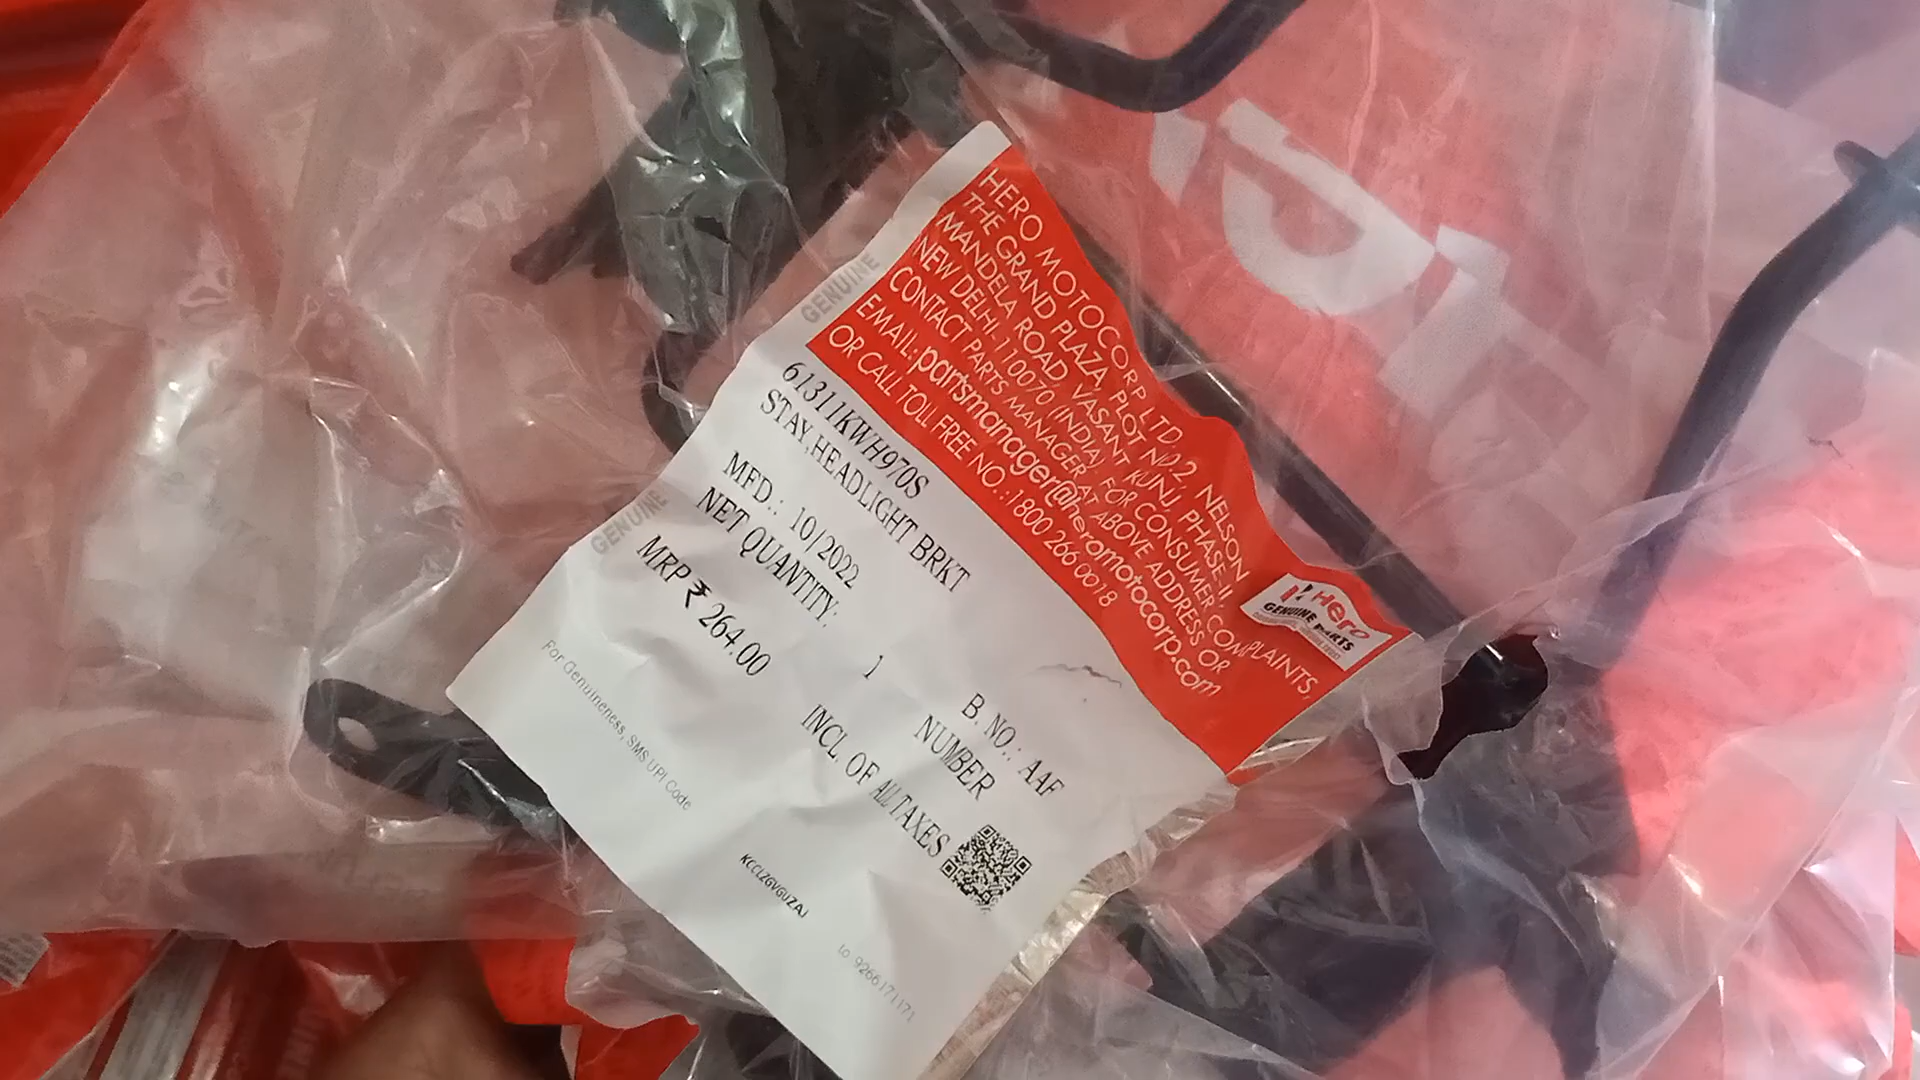 HERO MOTOCORP LTD.
THE GRAND PLAZA, PLOT NO.2, NELSON
MANDELA ROAD, VASANT KUNJ, PHASE-II,
NEW DELHI-110070 (INDIA) FOR CONSUMER COMPLAINTS,
CONTACT PARTS MANAGER AT ABOVE ADDRESS OR
EMAIL: partsmanager@heromotocorp.com
OR CALL TOLL FREE NO.:1800 266 0018
Hero
GENUINE PARTS
GENUINE
61311KWH970S
STAY,HEADLIGHT BRKT
MFD.: 10/2022 B. NO.: AAF
NET QUANTITY: 1 NUMBER
MRP ₹ 264.00 INCL OF ALL TAXES
GENUINE
For Genuineness, SMS UPI Code
KCCLZGVGUZAJ
to 9266171171